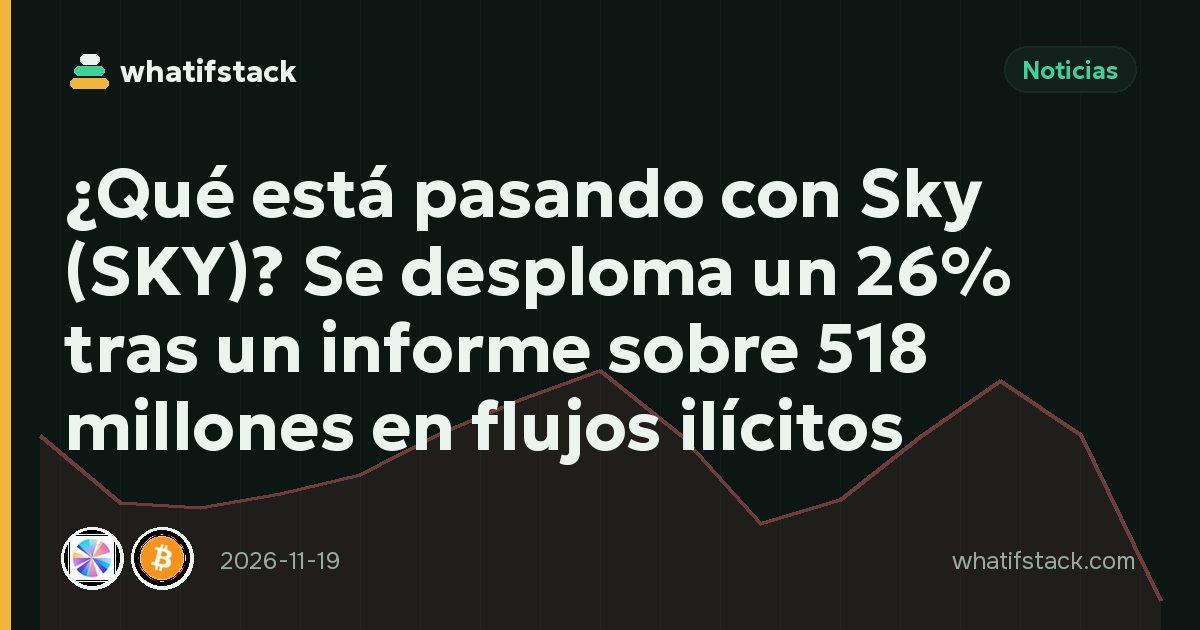 whatifstack
Noticias
¿Qué está pasando con Sky
(SKY)? Se desploma un 26%
tras un informe sobre 518
millones en flujos ilícitos
2026-11-19
whatifstack.com